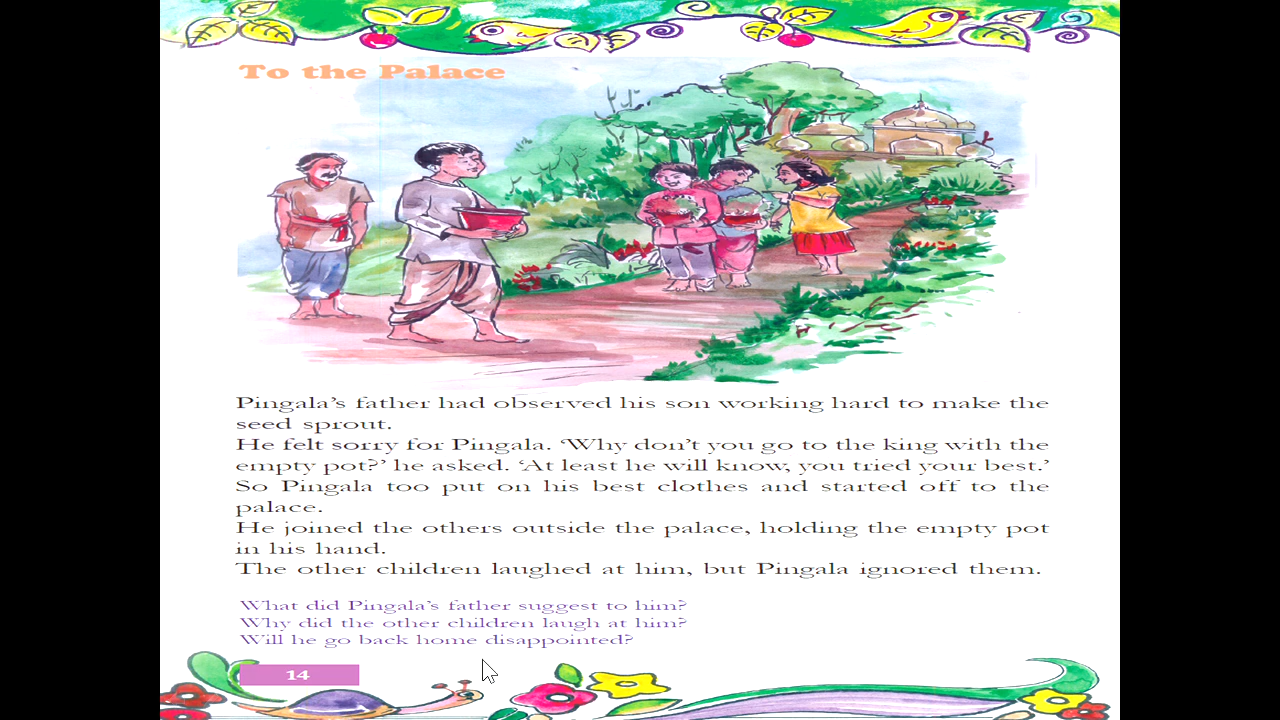 To the Palace
Pingala's father had observed his son working hard to make the
seed sprout.
He felt sorry for Pingala. 'Why don't you go to the king with the
empty pot?' he asked. 'At least he will know, you tried your best.'
So Pingala too put on his best clothes and started off to the
palace.
He joined the others outside the palace, holding the empty pot
in his hand.
The other children laughed at him, but Pingala ignored them.
What did Pingala's father suggest to him?
Why did the other children laugh at him?
Will he go back home disappointed?
14